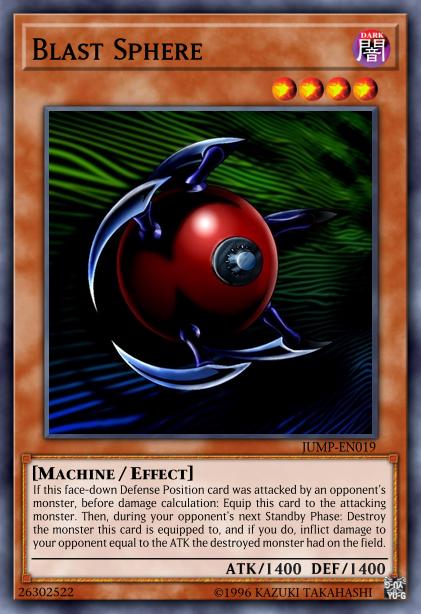 BLAST SPHERE
DARK
闇
JUMP-EN019
[MACHINE / EFFECT]
If this face-down Defense Position card was attacked by an opponent's
monster, before damage calculation: Equip this card to the attacking
monster. Then, during your opponent's next Standby Phase: Destroy
the monster this card is equipped to, and if you do, inflict damage to
your opponent equal to the ATK the destroyed monster had on the field.
ATK/1400 DEF/1400
26302522
©1996 KAZUKI TAKAHASHI